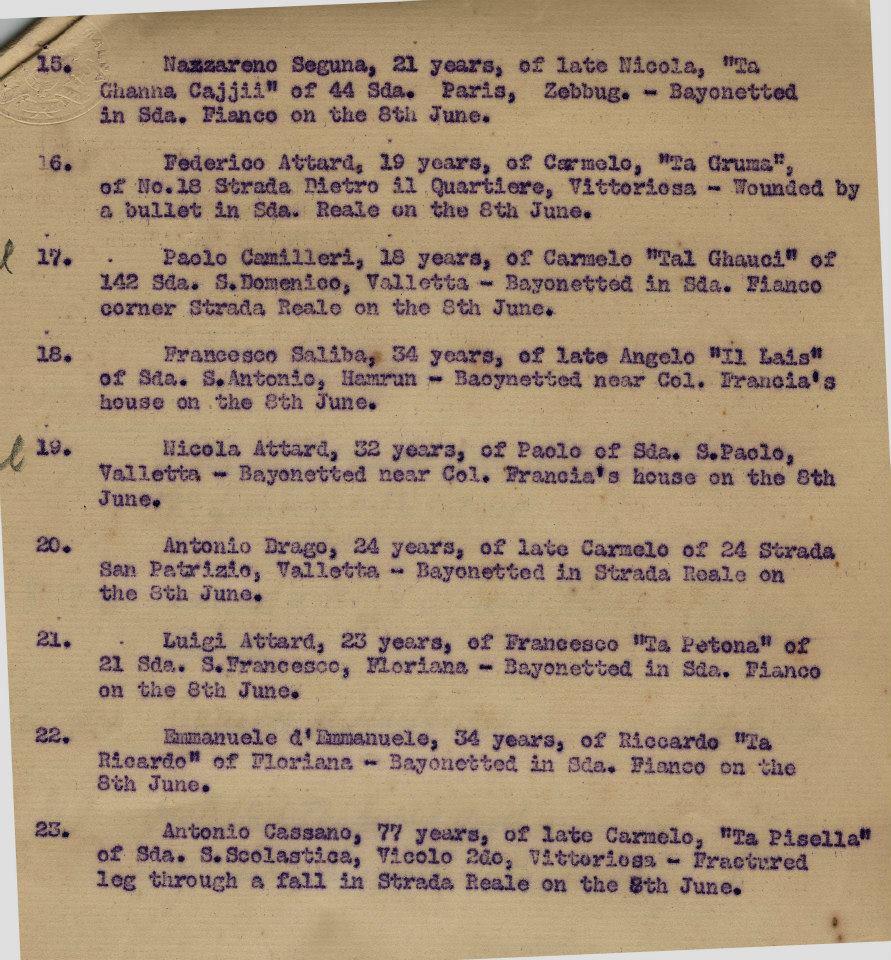 15. Nazzareno Seguna, 21 years, of late Nicola, "Ta
Ghanna Cajjii" of 44 Sda. Paris, Zebbug. - Bayonetted
in Sda. Fianco on the 8th June.
16. Federico Attard, 19 years, of Carmelo, "Ta Gruma",
of No.18 Strada Dietro il Quartiere, Vittoriosa - Wounded by
a bullet in Sda. Reale on the 8th June.
17. Paolo Camilleri, 18 years, of Carmelo "Tal Ghauci" of
142 Sda. S.Domenico, Valletta - Bayonetted in Sda. Fianco
corner Strada Reale on the 8th June.
18. Francesco Saliba, 34 years, of late Angelo "Il Lais"
of Sda. S.Antonio, Hamrun - Baoynetted near Col. Francia's
house on the 8th June.
19. Nicola Attard, 32 years, of Paolo of Sda. S.Paolo,
Valletta - Bayonetted near Col. Francia's house on the 8th
June.
20. Antonio Drago, 24 years, of late Carmelo of 24 Strada
San Patrizio, Valletta - Bayonetted in Strada Reale on
the 8th June.
21. Luigi Attard, 23 years, of Francesco "Ta Petona" of
21 Sda. S.Francesco, Floriana - Bayonetted in Sda. Fianco
on the 8th June.
22. Emmanuele d'Emmanuele, 34 years, of Riccardo "Ta
Ricardo" of Floriana - Bayonetted in Sda. Fianco on the
8th June.
23. Antonio Cassano, 77 years, of late Carmelo, "Ta Pisella"
of Sda. S.Scolastica, Vicolo 2do, Vittoriosa - Fractured
leg through a fall in Strada Reale on the 8th June.